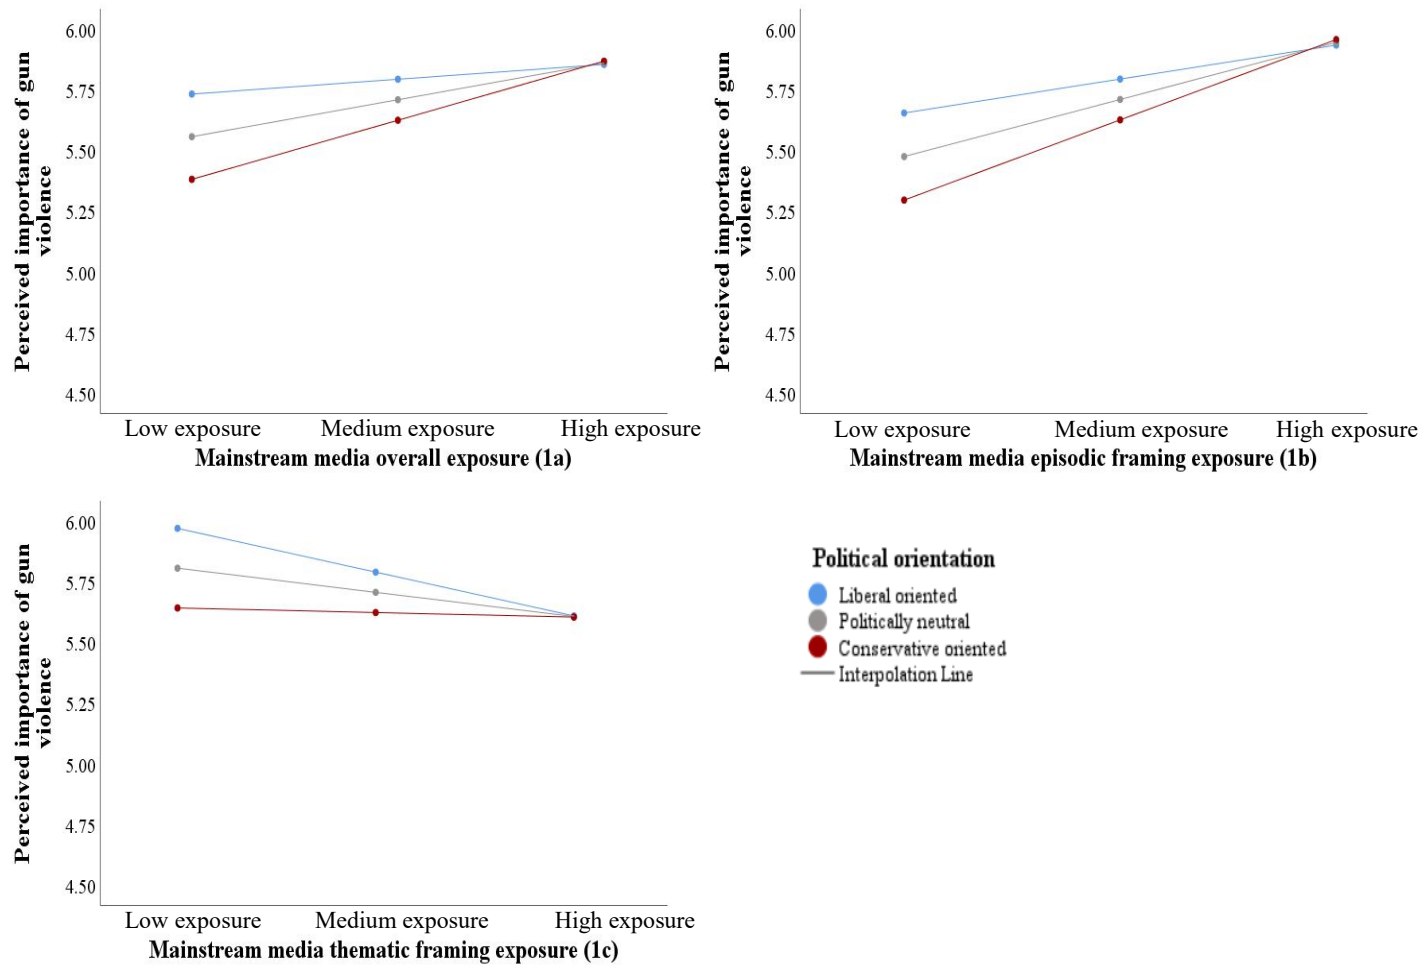 Perceived importance of gun
violence
6.00
5.75
5.50
5.25
5.00
4.75
4.50
Low exposure Medium exposure High exposure
Mainstream media overall exposure (1a)
Perceived importance of gun
violence
6.00
5.75
5.50
5.25
5.00
4.75
4.50
Low exposure Medium exposure High exposure
Mainstream media episodic framing exposure (1b)
Perceived importance of gun
violence
6.00
5.75
5.50
5.25
5.00
4.75
4.50
Low exposure Medium exposure High exposure
Mainstream media thematic framing exposure (1c)
Political orientation
Liberal oriented
Politically neutral
Conservative oriented
Interpolation Line